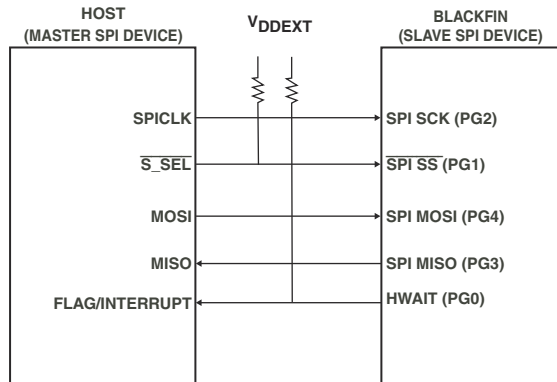 HOST
(MASTER SPI DEVICE)
VDDEXT
BLACKFIN
(SLAVE SPI DEVICE)
SPICLK
SPI SCK (PG2)
S_SEL
SPI SS (PG1)
MOSI
SPI MOSI (PG4)
MISO
SPI MISO (PG3)
FLAG/INTERRUPT
HWAIT (PG0)